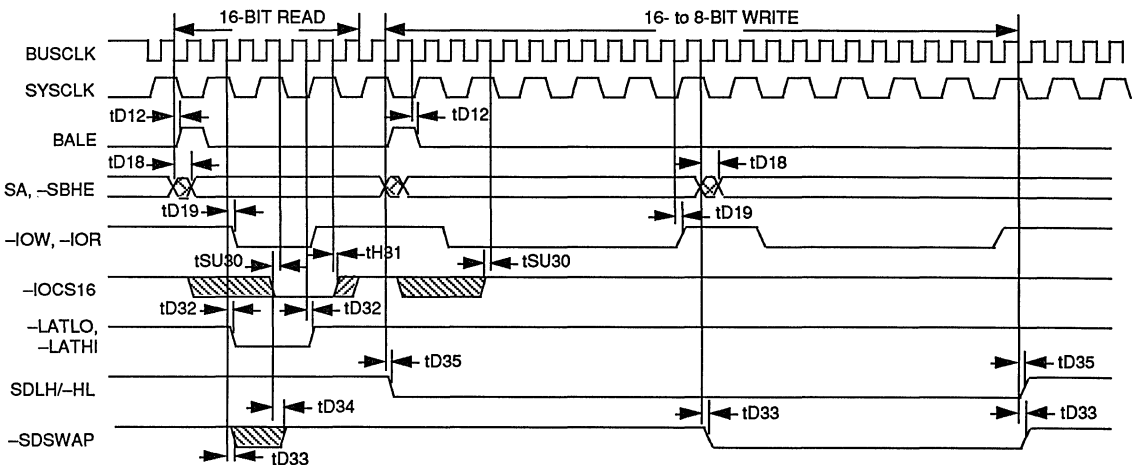 16-BIT READ 16- to 8-BIT WRITE
BUSCLK
SYSCLK
tD12 tD12
BALE
tD18 tD18
SA, –SBHE
tD19 tD19
–IOW, –IOR
tSU30 tH31 tSU30
–IOCS16
tD32 tD32
–LATLO,
–LATHI
tD35 tD35
SDLH/–HL
tD34 tD33 tD33
–SDSWAP
tD33